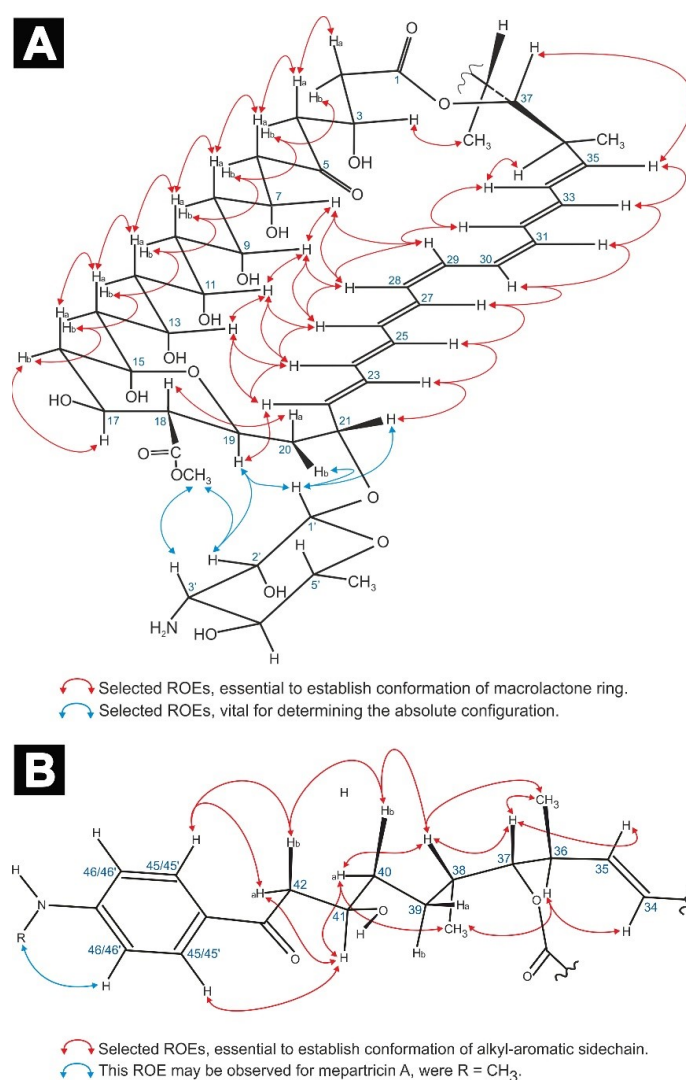 A
H
Ha O H
Hb 1 O 37
Ha
3 H
Hb CH₃ CH₃
Ha OH H 35 H
Hb 5
Ha O H 33
Hb 7 H H
Ha OH H 31
Hb 9 H H H
Ha OH 29 30
Hb 11 H H 28 H
Ha OH 27 H
Hb 13 H H
Ha OH 25 H
Hb H
15 O 23 H
OH H H
HO 17 18 Ha 21 H
19 20
H O=C H Hb
OCH₃ H O
1'
H 2' H O
H
3' OH 5' CH₃
H₂N HO
H
Selected ROEs, essential to establish conformation of macrolactone ring.
Selected ROEs, vital for determining the absolute configuration.
B
H
Hb CH₃
H H Hb H H H
46/46' 45/45' 42 aH 40 38 37 36 35
H aH 34
N 41 O 39 Ha O H
R H CH₃
46/46' 45/45' O H Hb O H
H H
Selected ROEs, essential to establish conformation of alkyl-aromatic sidechain.
This ROE may be observed for mepartricin A, were R = CH₃.